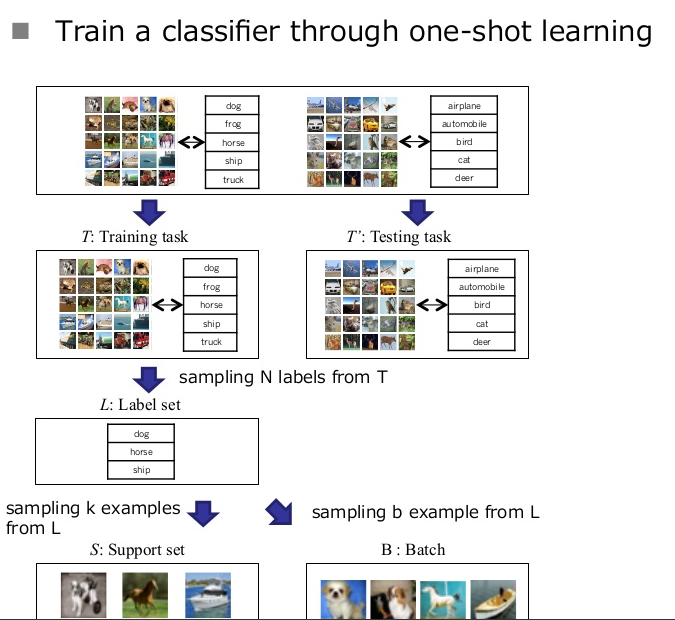 Train a classifier through one-shot learning
dog
frog
horse
ship
truck
airplane
automobile
bird
cat
deer
T: Training task
T’: Testing task
dog
frog
horse
ship
truck
airplane
automobile
bird
cat
deer
sampling N labels from T
L: Label set
dog
horse
ship
sampling k examples
from L
sampling b example from L
S: Support set
B : Batch